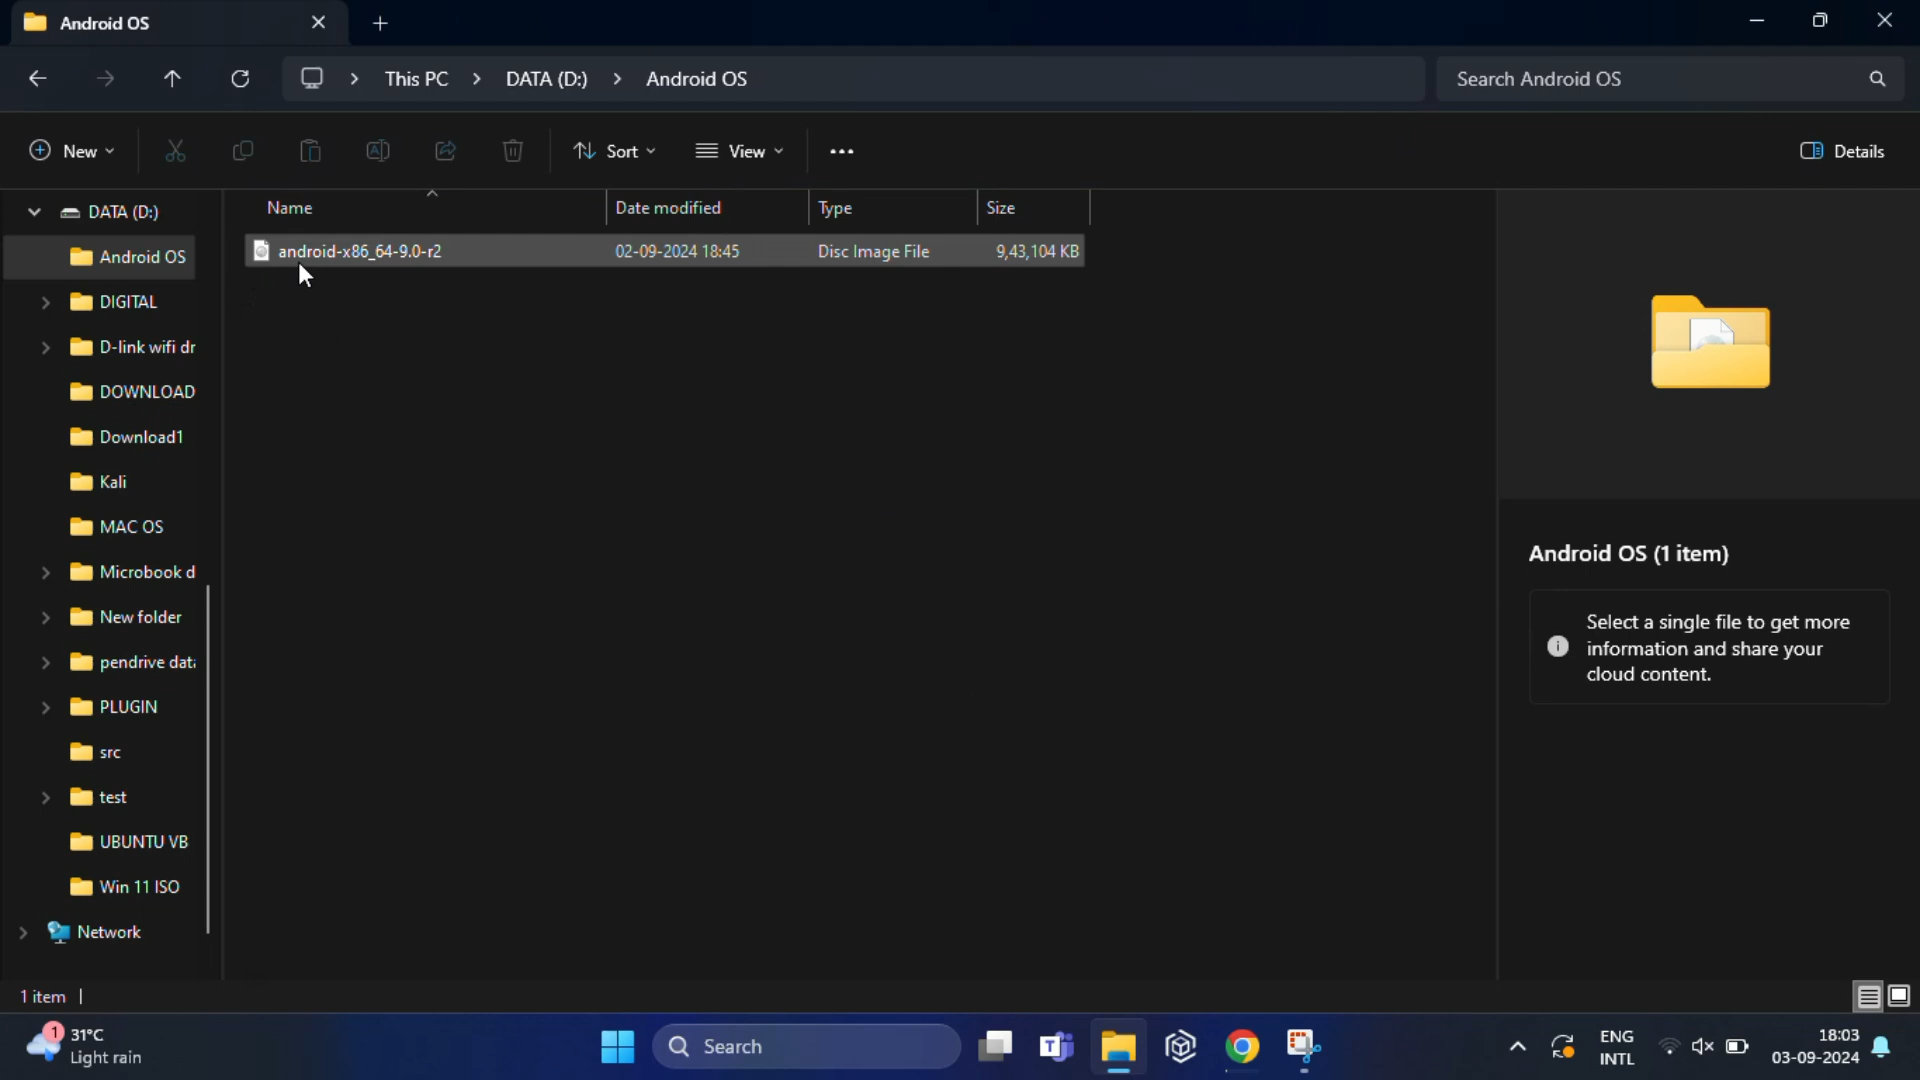 Android OS
This PC > DATA (D:) > Android OS
Search Android OS
New
Sort
View
Details
DATA (D:)
Android OS
DIGITAL
D-link wifi dr
DOWNLOAD
Download1
Kali
MAC OS
Microbook d
New folder
pendrive data
PLUGIN
src
test
UBUNTU VB
Win 11 ISO
Network
Name Date modified Type Size
android-x86_64-9.0-r2 02-09-2024 18:45 Disc Image File 9,43,104 KB
Android OS (1 item)
Select a single file to get more
information and share your
cloud content.
1 item
1
31°C
Light rain
Search
T
ENG
INTL
18:03
03-09-2024